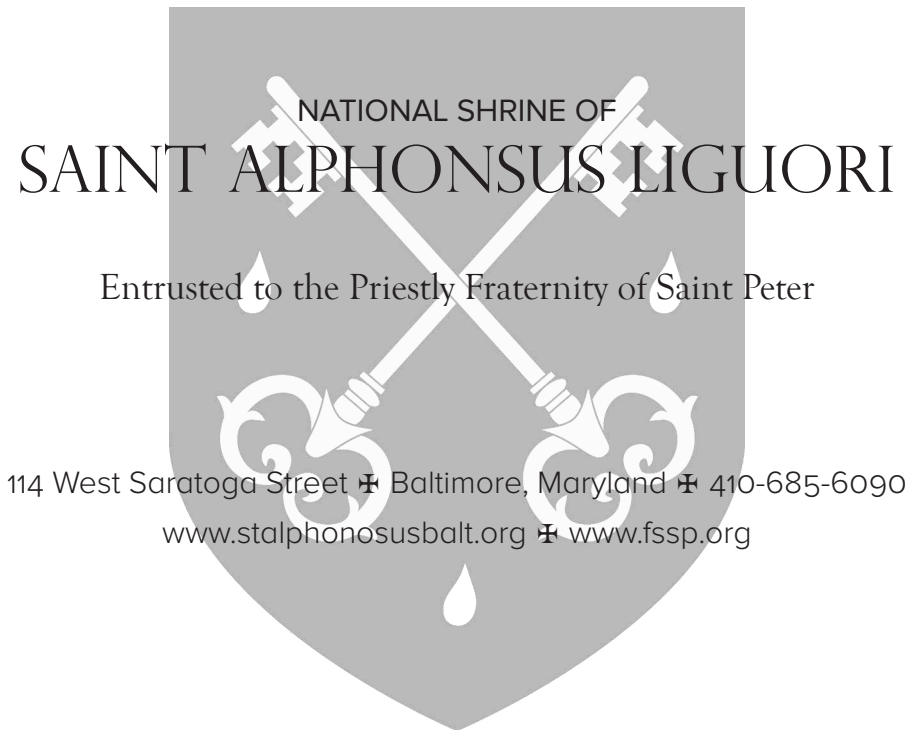 NATIONAL SHRINE OF
SAINT ALPHONSUS LIGUORI
Entrusted to the Priestly Fraternity of Saint Peter
114 West Saratoga Street ✠ Baltimore, Maryland ✠ 410-685-6090
www.stalphonosusbalt.org ✠ www.fssp.org